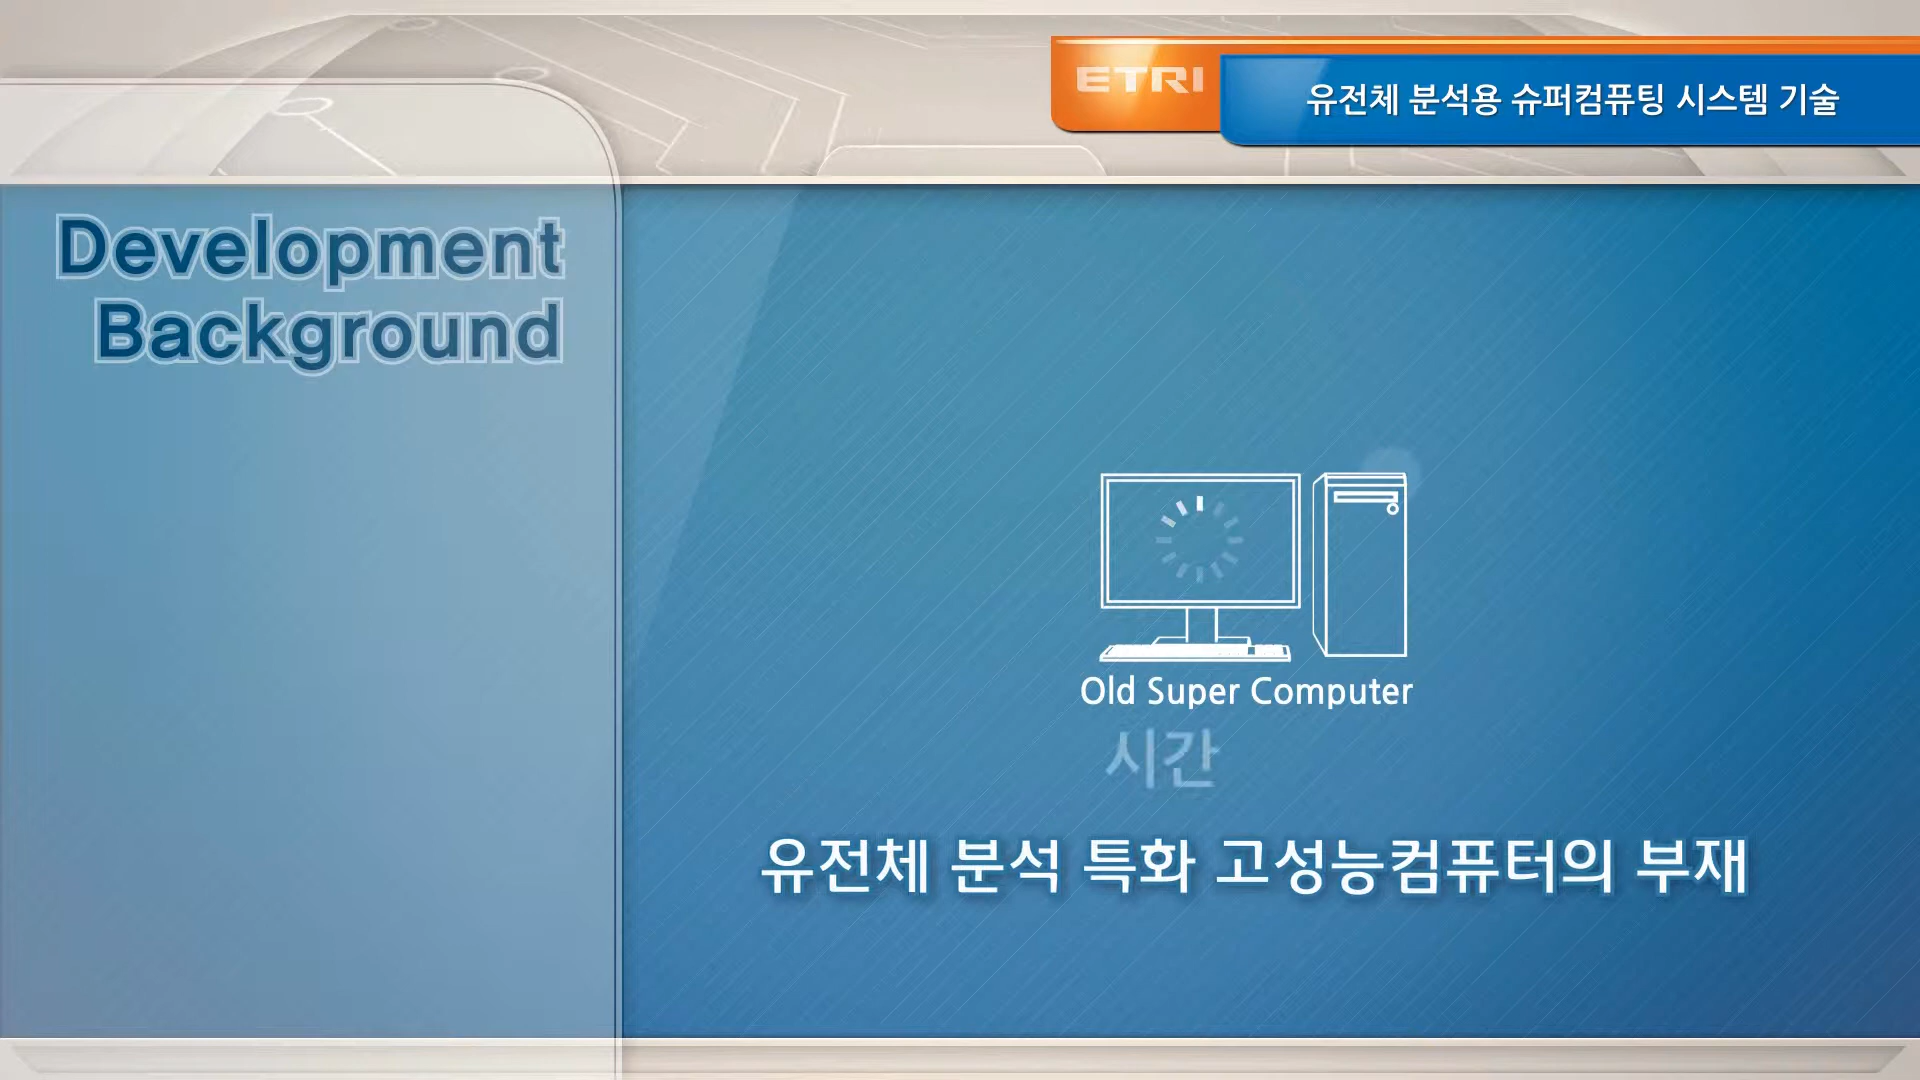 ETRI
유전체 분석용 슈퍼컴퓨팅 시스템 기술
Development
Background
Old Super Computer
시간
유전체 분석 특화 고성능컴퓨터의 부재